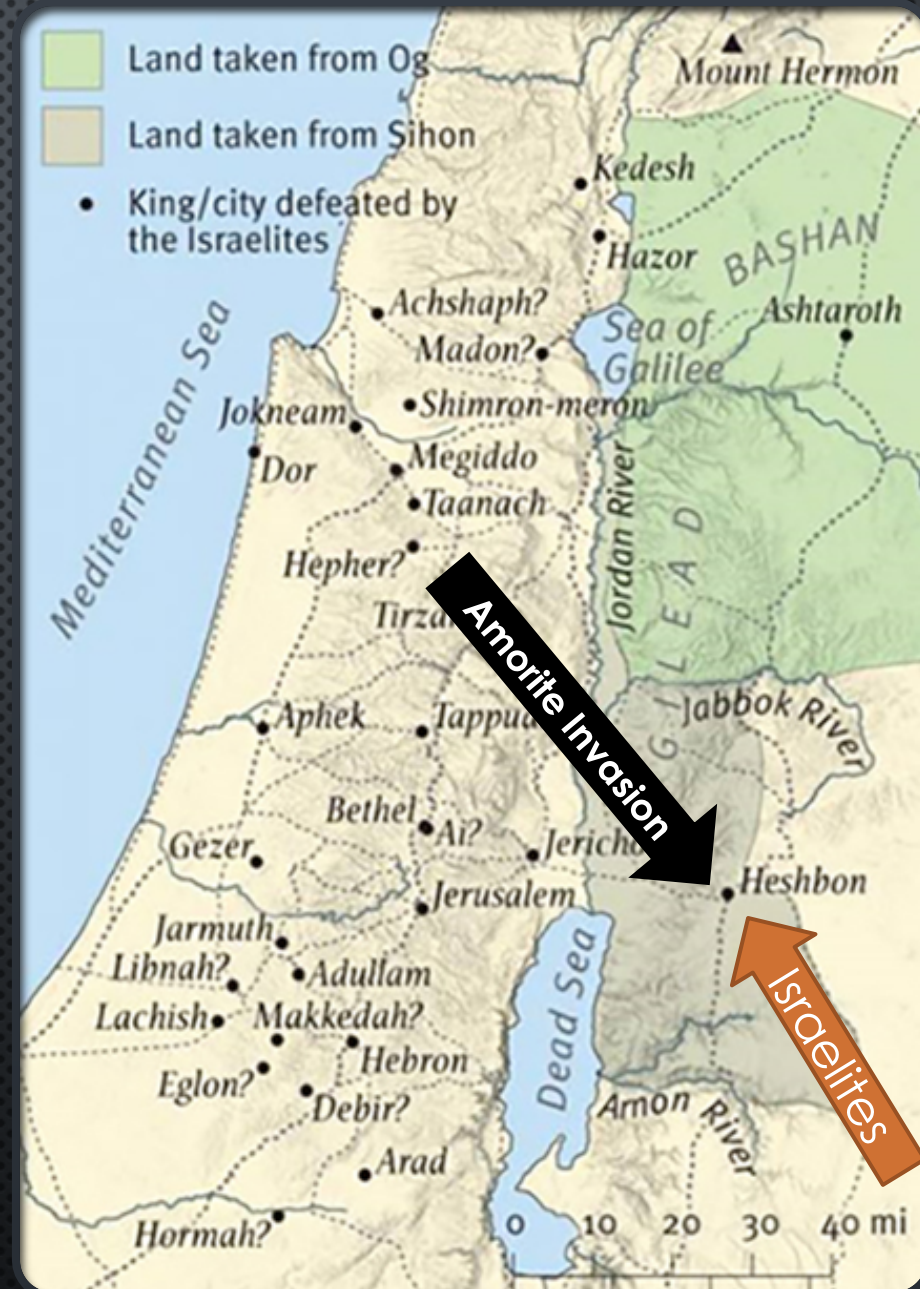 Land taken from Og
Land taken from Sihon
King/city defeated by
the Israelites
Mount Hermon
Kedesh
Hazor
BASHAN
Achshaph?
Ashtaroth
Sea of
Galilee
Madon?
Mediterranean Sea
Shimron-meron
Jokneam
Dor
Megiddo
Taanach
Jordan River
GILEAD
Hepher?
Amorite Invasion
Jabbok River
Aphek
Bethel
Ai?
Gezer
Heshbon
Jerusalem
Jarmuth
Libnah?
Adullam
Dead Sea
Israelites
Lachish
Makkedah?
Hebron
Eglon?
Debir?
Arnon River
Arad
Hormah?
0 10 20 30 40 mi